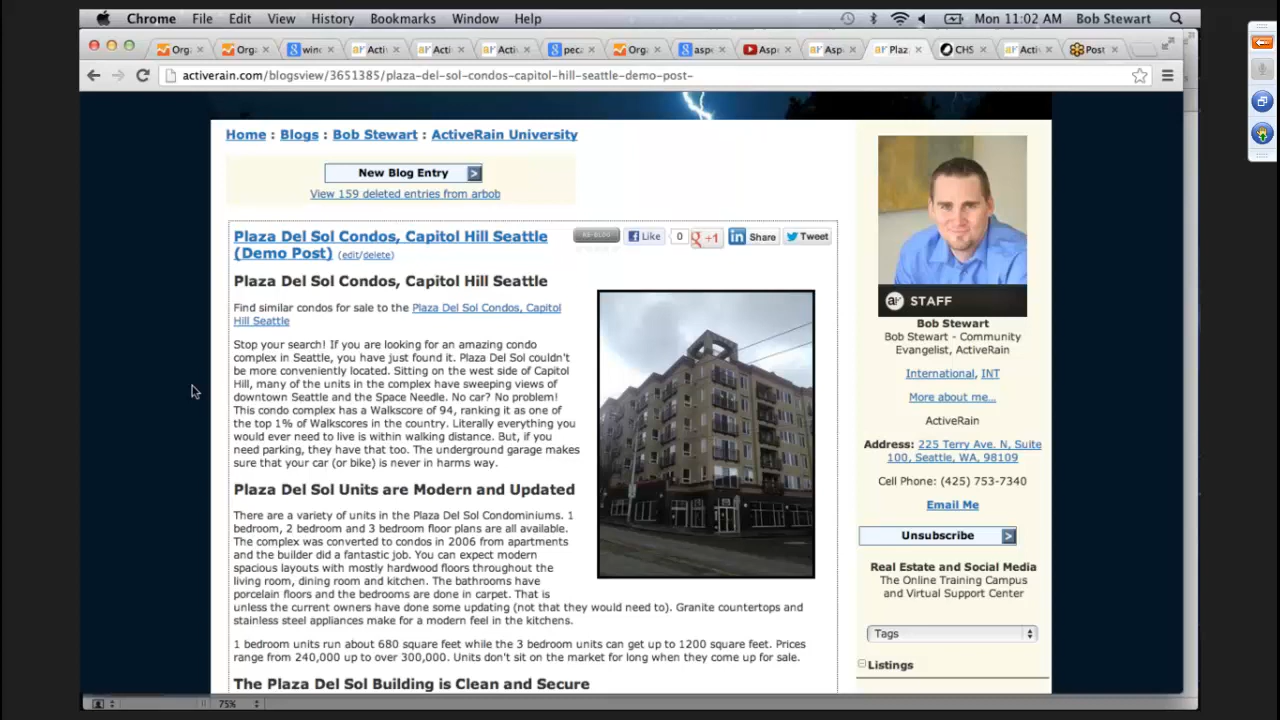 Chrome File Edit View History Bookmarks Window Help Mon 11:02 AM Bob Stewart
Org Org Acti Acti Acti Org Asp Asp Plaz CHS Acti Post
activerain.com/blogsview/3651385/plaza-del-sol-condos-capitol-hill-seattle-demo-post-
Home : Blogs : Bob Stewart : ActiveRain University
New Blog Entry
View 159 deleted entries from arbob
Plaza Del Sol Condos, Capitol Hill Seattle
(Demo Post) (edit/delete)
RE-BLOG Like 0 g +1 in Share Tweet
Plaza Del Sol Condos, Capitol Hill Seattle
Find similar condos for sale to the Plaza Del Sol Condos, Capitol
Hill Seattle
Stop your search! If you are looking for an amazing condo
complex in Seattle, you have just found it. Plaza Del Sol couldn't
be more conveniently located. Sitting on the west side of Capitol
Hill, many of the units in the complex have sweeping views of
downtown Seattle and the Space Needle. No car? No problem!
This condo complex has a Walkscore of 94, ranking it as one of
the top 1% of Walkscores in the country. Literally everything you
would ever need to live is within walking distance. But, if you
need parking, they have that too. The underground garage makes
sure that your car (or bike) is never in harms way.
Plaza Del Sol Units are Modern and Updated
There are a variety of units in the Plaza Del Sol Condominiums. 1
bedroom, 2 bedroom and 3 bedroom floor plans are all available.
The complex was converted to condos in 2006 from apartments
and the builder did a fantastic job. You can expect modern
spacious layouts with mostly hardwood floors throughout the
living room, dining room and kitchen. The bathrooms have
porcelain floors and the bedrooms are done in carpet. That is
unless the current owners have done some updating (not that they would need to). Granite countertops and
stainless steel appliances make for a modern feel in the kitchens.
1 bedroom units run about 680 square feet while the 3 bedroom units can get up to 1200 square feet. Prices
range from 240,000 up to over 300,000. Units don't sit on the market for long when they come up for sale.
The Plaza Del Sol Building is Clean and Secure
ar STAFF
Bob Stewart
Bob Stewart - Community
Evangelist, ActiveRain
International, INT
More about me...
ActiveRain
Address: 225 Terry Ave. N, Suite
100, Seattle, WA, 98109
Cell Phone: (425) 753-7340
Email Me
Unsubscribe
Real Estate and Social Media
The Online Training Campus
and Virtual Support Center
Tags
Listings
75%